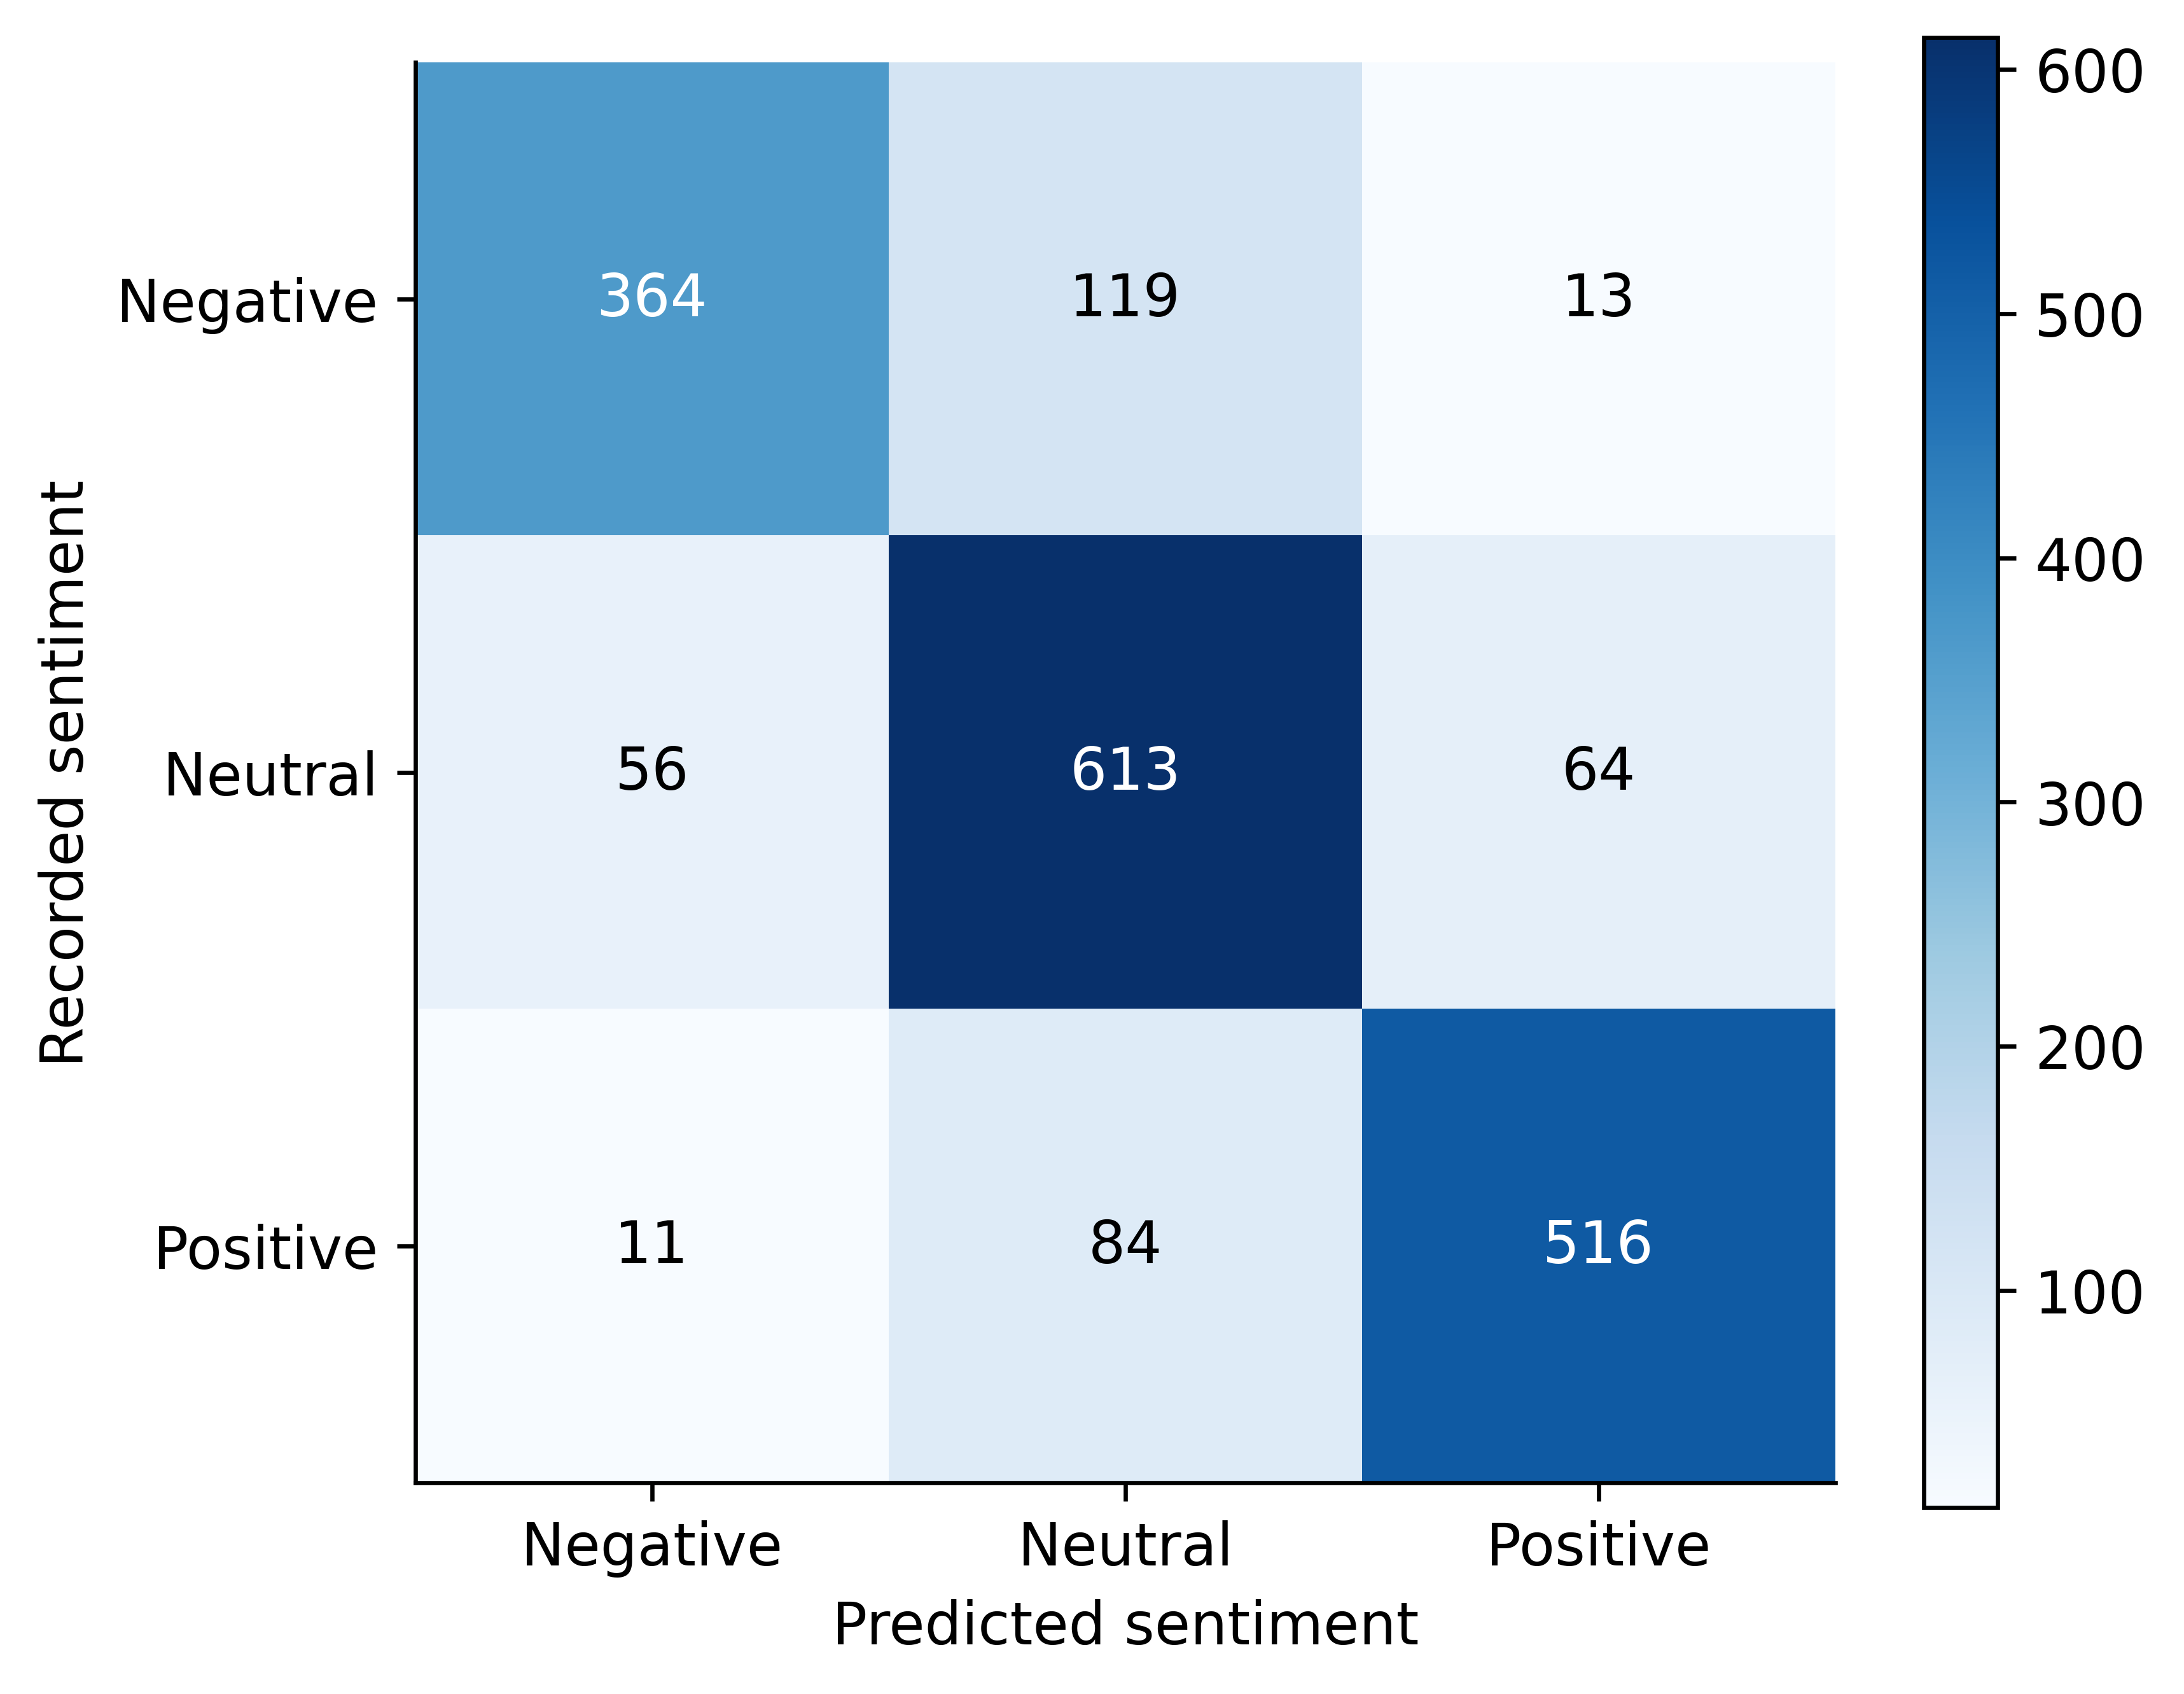 600
500
400
300
200
100
Recorded sentiment
Negative 364 119 13
Neutral 56 613 64
Positive 11 84 516
Negative Neutral Positive
Predicted sentiment